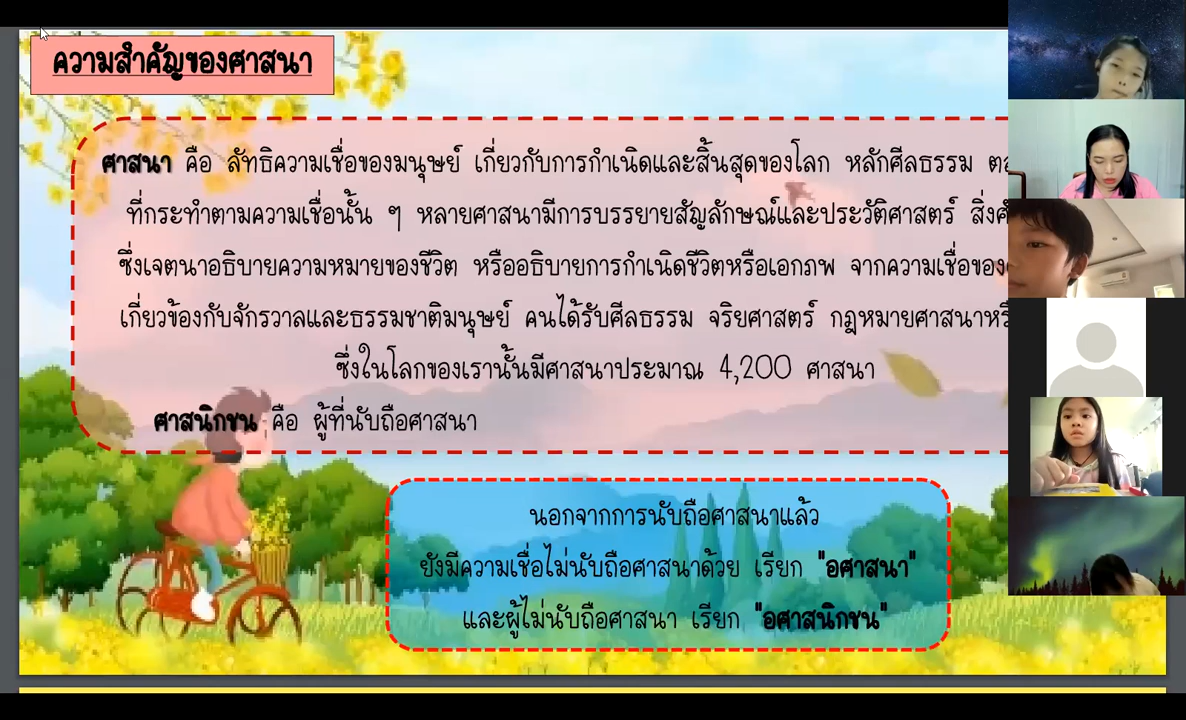 ความสำคัญของศาสนา
ศาสนา คือ ลัทธิความเชื่อของมนุษย์ เกี่ยวกับการกำเนิดและสิ้นสุดของโลก หลักศีลธรรม
ที่กระทำตามความเชื่อนั้น ๆ หลายศาสนามีการบรรยายสัญลักษณ์และประวัติศาสตร์
ซึ่งเจตนาอธิบายความหมายของชีวิต หรืออธิบายการกำเนิดชีวิตหรือเอกภพ จากความเชื่อของ
เกี่ยวข้องกับจักรวาลและธรรมชาติมนุษย์ คนได้รับศีลธรรม จริยศาสตร์ กฎหมายศาสนา
ซึ่งในโลกของเรานั้นมีศาสนาประมาณ 4,200 ศาสนา
ศาสนิกชน คือ ผู้ที่นับถือศาสนา
นอกจากการนับถือศาสนาแล้ว
ยังมีความเชื่อไม่นับถือศาสนาด้วย เรียก "อศาสนา"
และผู้ไม่นับถือศาสนา เรียก "อศาสนิกชน"